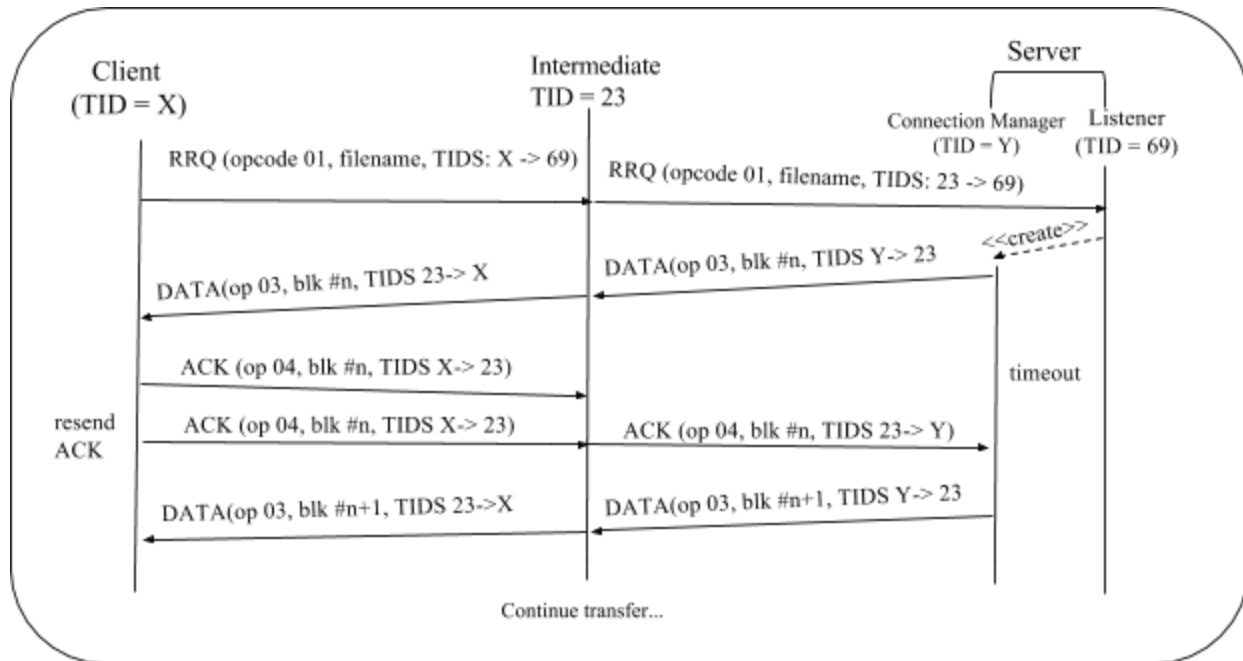 Server
Client
(TID = X)
Intermediate
TID = 23
Connection Manager
(TID = Y)
Listener
(TID = 69)
RRQ (opcode 01, filename, TIDS: X -> 69)
RRQ (opcode 01, filename, TIDS: 23 -> 69)
<<create>>
DATA(op 03, blk #n, TIDS Y-> 23
DATA(op 03, blk #n, TIDS 23-> X
ACK (op 04, blk #n, TIDS X-> 23)
timeout
resend
ACK
ACK (op 04, blk #n, TIDS X-> 23)
ACK (op 04, blk #n, TIDS 23-> Y)
DATA(op 03, blk #n+1, TIDS 23->X
DATA(op 03, blk #n+1, TIDS Y-> 23
Continue transfer...